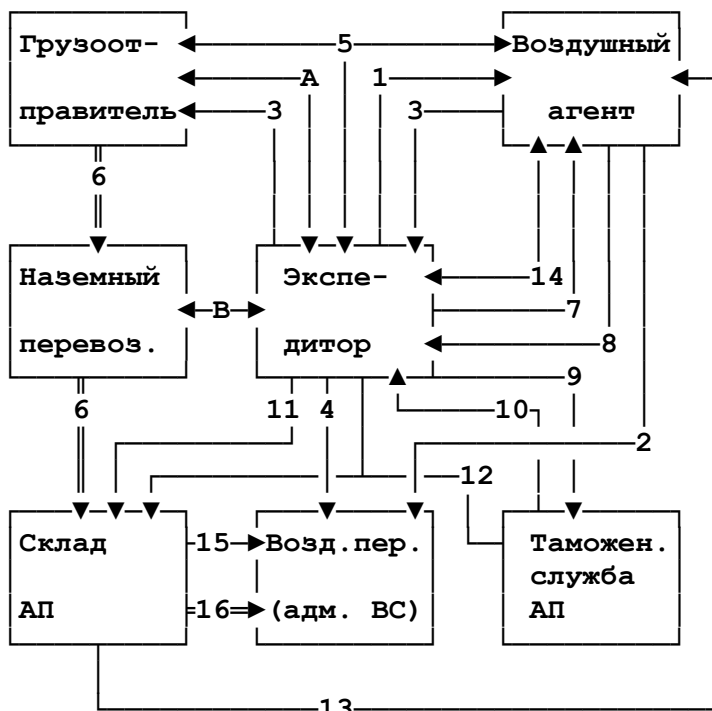 Грузоот-
5
Воздушный
А
1
правитель
3
3
агент
6
Наземный
Экспе-
14
В
7
перевоз.
дитор
8
9
6
11
4
10
2
12
Склад
15
Возд.пер.
Таможен.
служба
АП
16
(адм. ВС)
АП
13